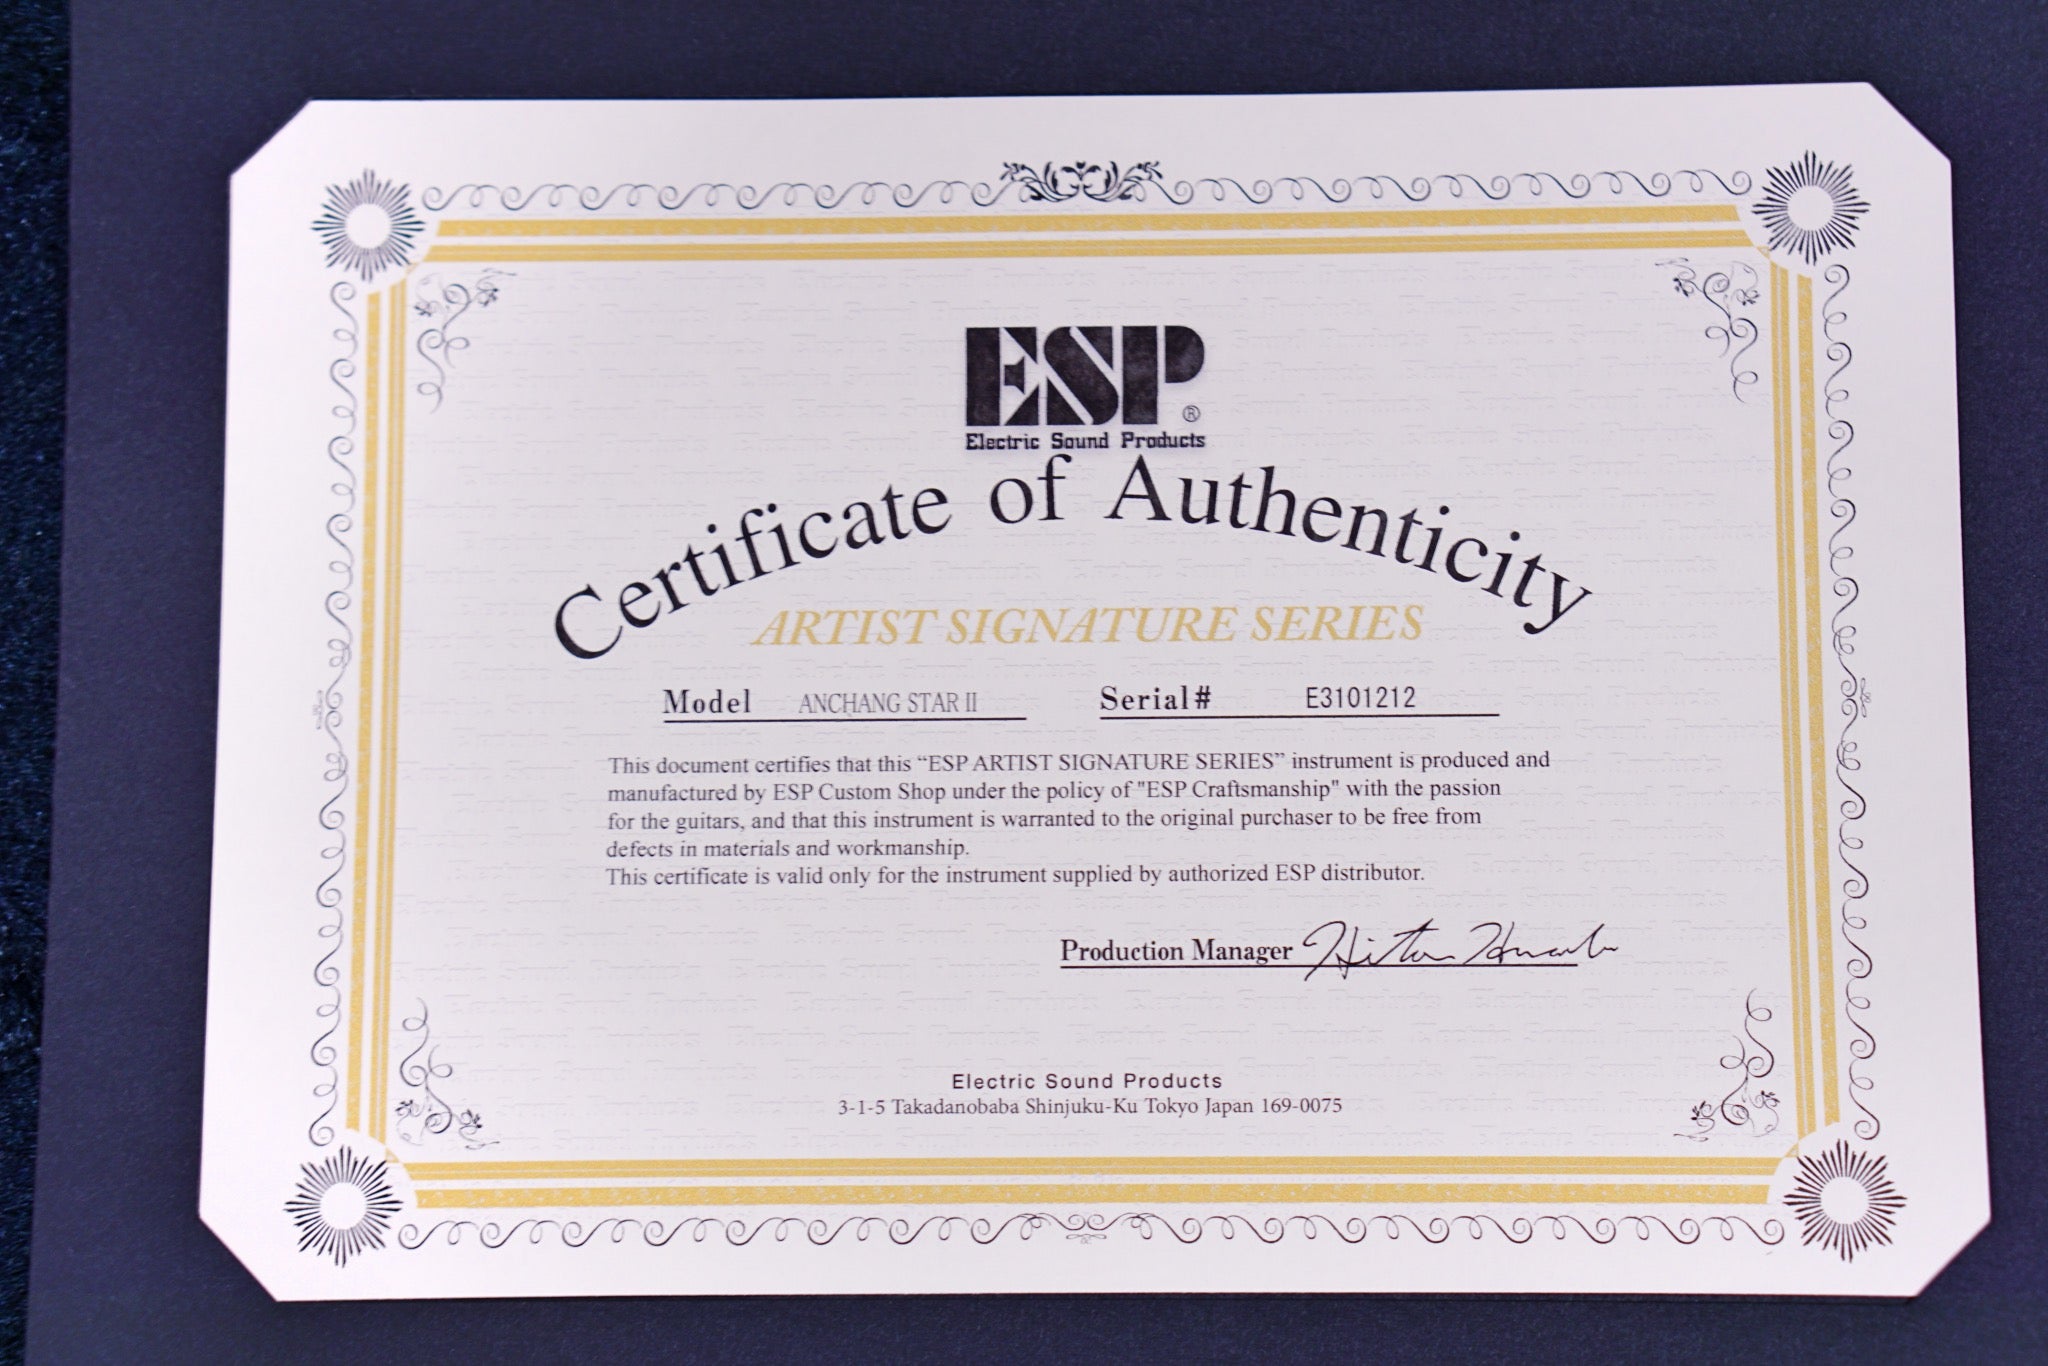 ESP®
Electric Sound Products
Certificate of Authenticity
ARTIST SIGNATURE SERIES
Model ANCHANG STAR II Serial# E3101212
This document certifies that this “ESP ARTIST SIGNATURE SERIES” instrument is produced and
manufactured by ESP Custom Shop under the policy of "ESP Craftsmanship" with the passion
for the guitars, and that this instrument is warranted to the original purchaser to be free from
defects in materials and workmanship.
This certificate is valid only for the instrument supplied by authorized ESP distributor.
Production Manager
Electric Sound Products
3-1-5 Takadanobaba Shinjuku-Ku Tokyo Japan 169-0075